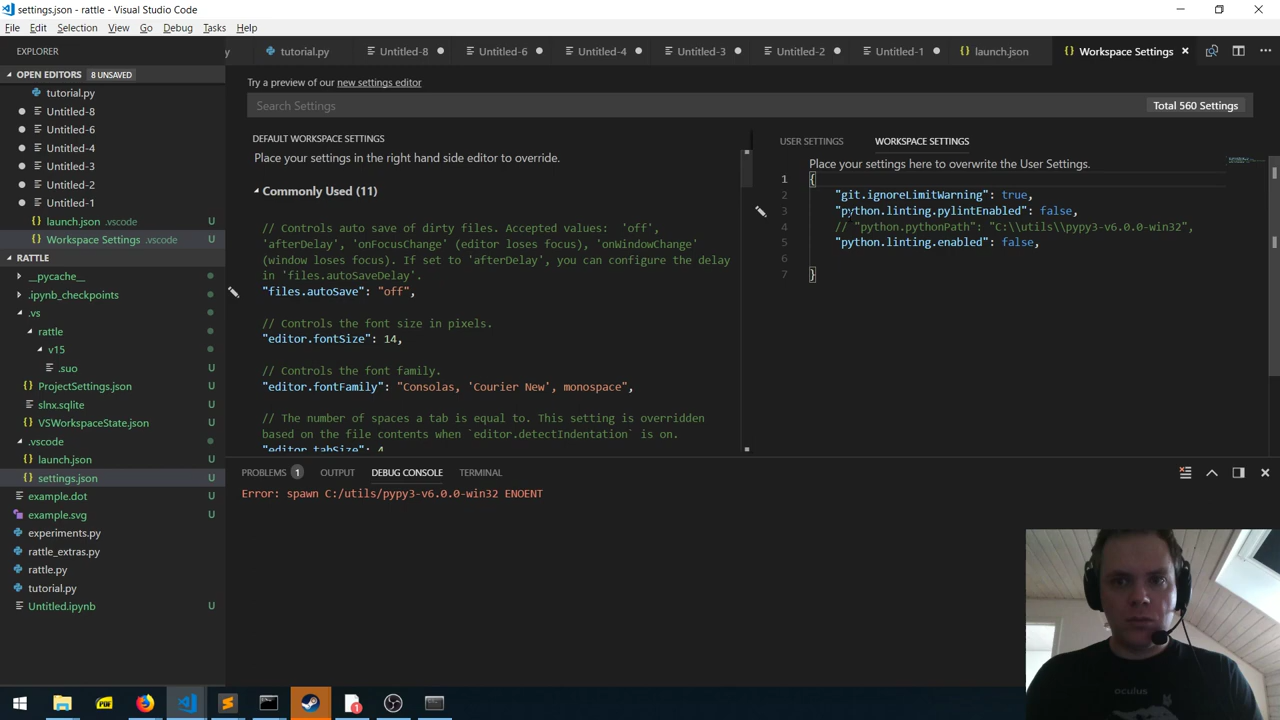 settings.json - rattle - Visual Studio Code
File Edit Selection View Go Debug Tasks Help
EXPLORER
OPEN EDITORS 8 UNSAVED
tutorial.py
Untitled-8
Untitled-6
Untitled-4
Untitled-3
Untitled-2
Untitled-1
launch.json .vscode
Workspace Settings .vscode
RATTLE
__pycache__
.ipynb_checkpoints
.vs
rattle
v15
.suo
U
ProjectSettings.json U
slnx.sqlite U
VSWorkspaceState.json U
.vscode
launch.json U
settings.json U
example.dot U
example.svg U
experiments.py
rattle_extras.py
rattle.py
tutorial.py
Untitled.ipynb U
y tutorial.py Untitled-8 Untitled-6 Untitled-4 Untitled-3 Untitled-2 Untitled-1 launch.json Workspace Settings
Try a preview of our new settings editor
Search Settings Total 560 Settings
DEFAULT WORKSPACE SETTINGS
Place your settings in the right hand side editor to override.
Commonly Used (11)
// Controls auto save of dirty files. Accepted values:  'off',
'afterDelay', 'onFocusChange' (editor loses focus), 'onWindowChange'
(window loses focus). If set to 'afterDelay', you can configure the delay
in 'files.autoSaveDelay'.
"files.autoSave": "off",
// Controls the font size in pixels.
"editor.fontSize": 14,
// Controls the font family.
"editor.fontFamily": "Consolas, 'Courier New', monospace",
// The number of spaces a tab is equal to. This setting is overridden
based on the file contents when `editor.detectIndentation` is on.
"editor.tabSize": 4
USER SETTINGS WORKSPACE SETTINGS
Place your settings here to overwrite the User Settings.
1 {
2 "git.ignoreLimitWarning": true,
3 "python.linting.pylintEnabled": false,
4 // "python.pythonPath": "C:\\utils\\pypy3-v6.0.0-win32",
5 "python.linting.enabled": false,
6
7 }
PROBLEMS 1 OUTPUT DEBUG CONSOLE TERMINAL
Error: spawn C:/utils/pypy3-v6.0.0-win32 ENOENT
PDF
1
oculus